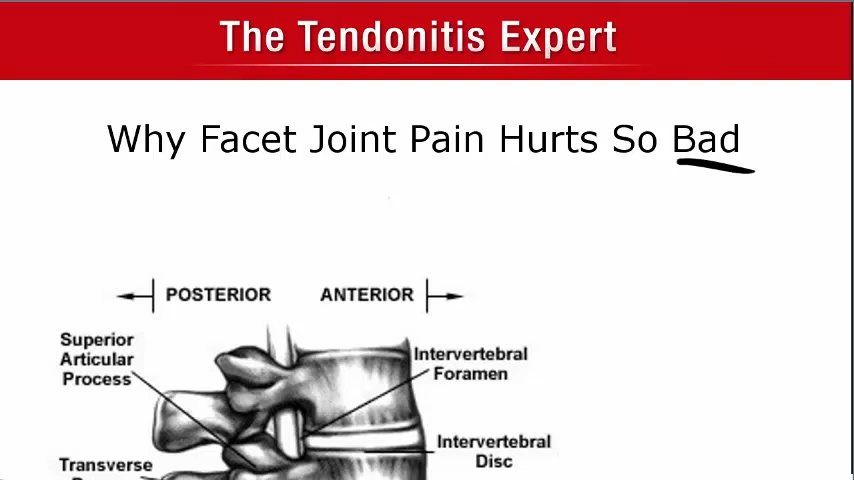 The Tendonitis Expert
Why Facet Joint Pain Hurts So Bad
POSTERIOR ANTERIOR
Superior
Articular
Process
Intervertebral
Foramen
Intervertebral
Disc
Transverse